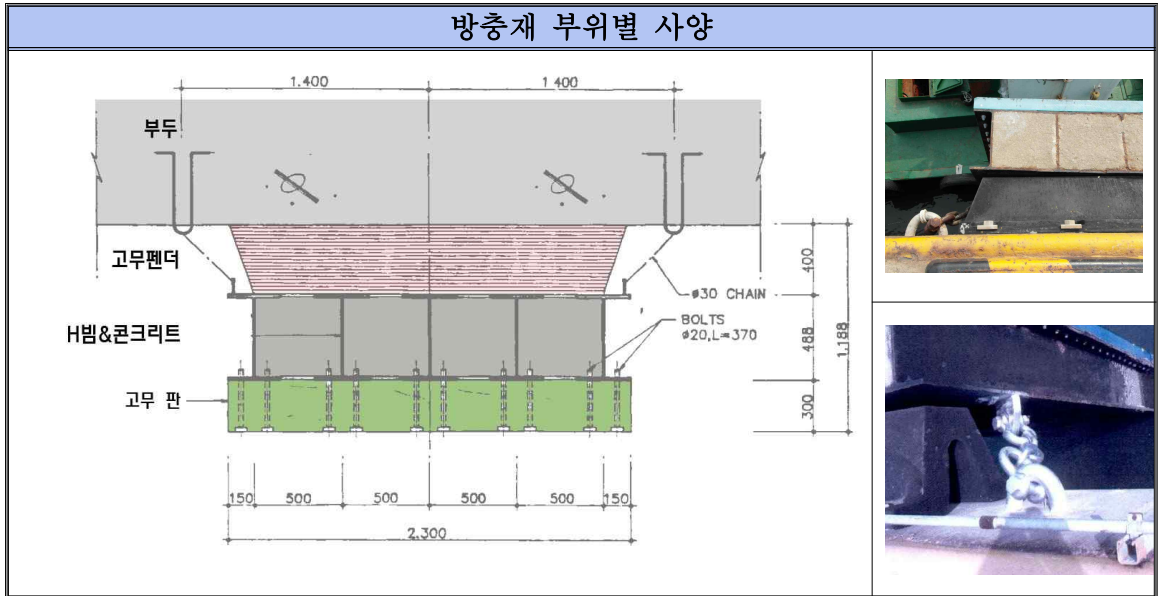 방충재 부위별 사양
1.400
1 400
부두
고무펜더
H빔&콘크리트
고무 판
ø30 CHAIN
BOLTS
ø20,L=370
400
488
300
1.188
150
500
500
500
500
150
2.300